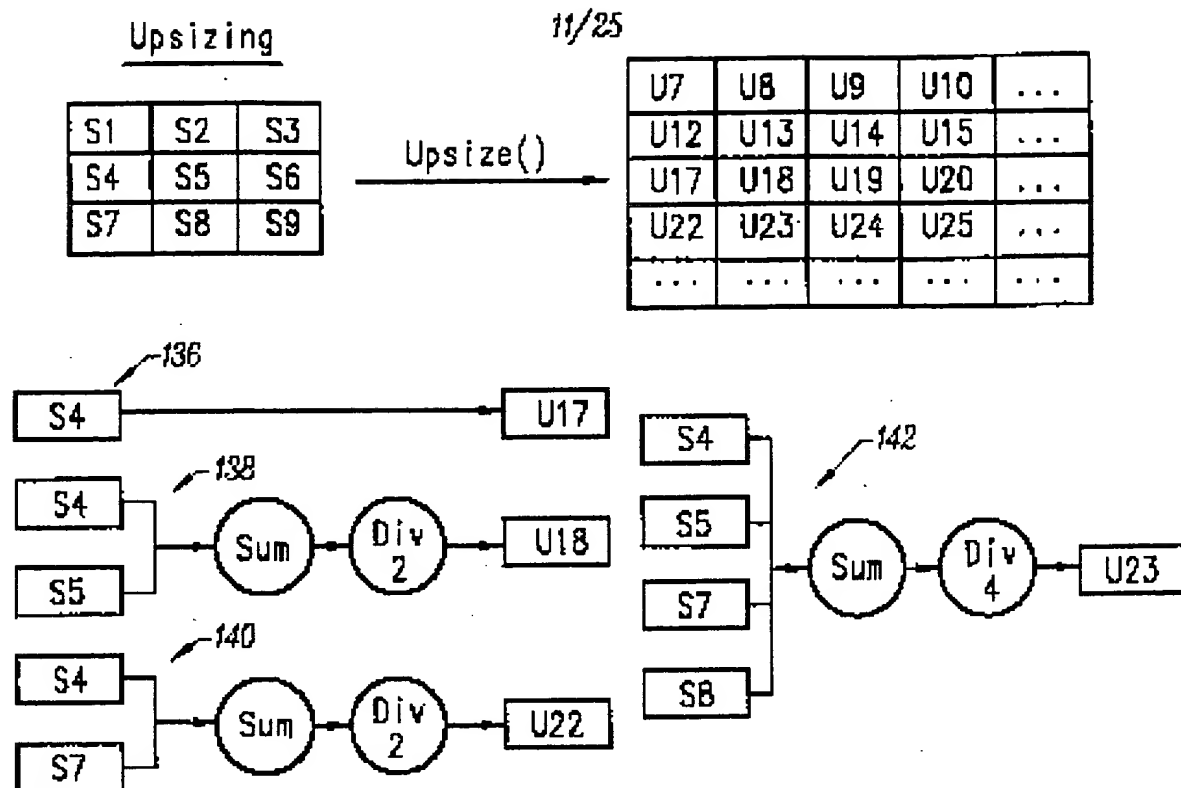 Upsizing
11/25
S1 S2 S3
S4 S5 S6
S7 S8 S9
Upsize()
U7 U8 U9 U10 ...
U12 U13 U14 U15 ...
U17 U18 U19 U20 ...
U22 U23 U24 U25 ...
... ... ... ... ...
136
S4 U17
138
S4
S5
Sum
Div
2
U18
140
S4
S7
Sum
Div
2
U22
142
S4
S5
S7
S8
Sum
Div
4
U23